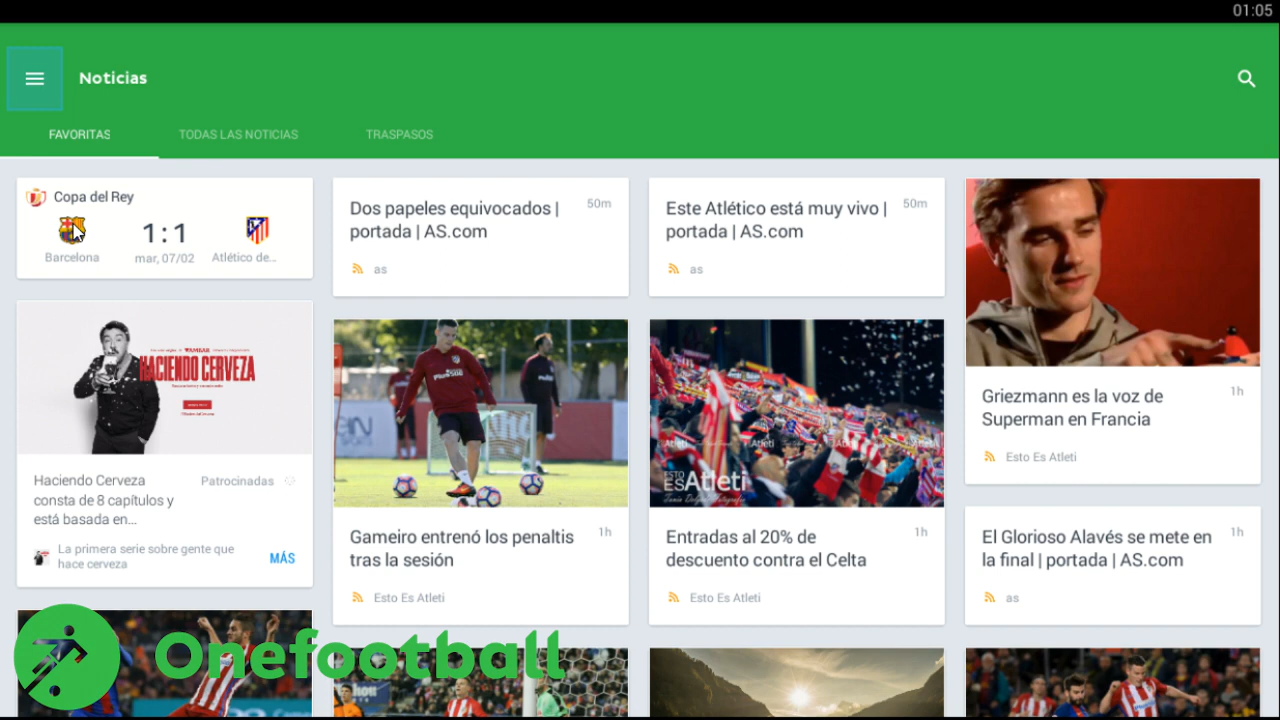 01:05
Noticias
FAVORITAS
TODAS LAS NOTICIAS
TRASPASOS
Copa del Rey
1:1
Barcelona
mar, 07/02
Atlético de...
HACIENDO CERVEZA
Haciendo Cerveza
consta de 8 capítulos y
está basada en...
Patrocinadas
La primera serie sobre gente que
hace cerveza
MÁS
Dos papeles equivocados |
portada | AS.com
50m
as
Gameiro entrenó los penaltis
tras la sesión
1h
Esto Es Atleti
Este Atlético está muy vivo |
portada | AS.com
50m
as
ESTO
ES Atleti
Entradas al 20% de
descuento contra el Celta
1h
Esto Es Atleti
Griezmann es la voz de
Superman en Francia
1h
Esto Es Atleti
El Glorioso Alavés se mete en
la final | portada | AS.com
1h
as
Onefootball